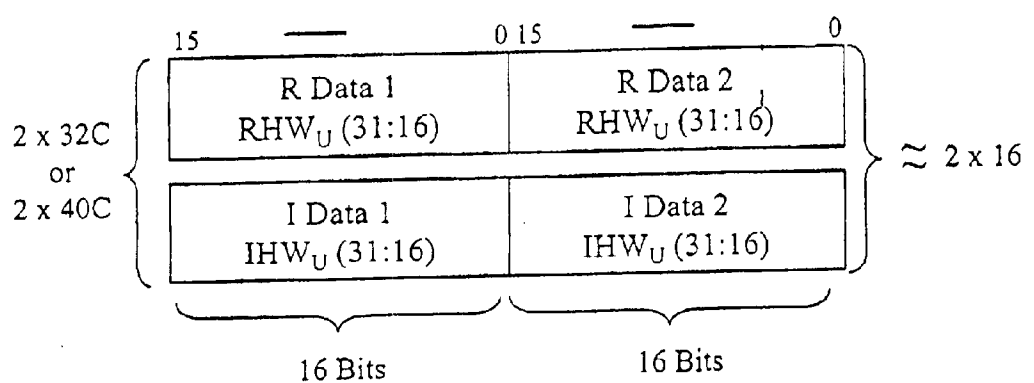 15 0 15 0
R Data 1 R Data 2
RHW_U (31:16) RHW_U (31:16)
2 x 32C
or
2 x 40C
≈ 2 x 16
I Data 1 I Data 2
IHW_U (31:16) IHW_U (31:16)
16 Bits 16 Bits